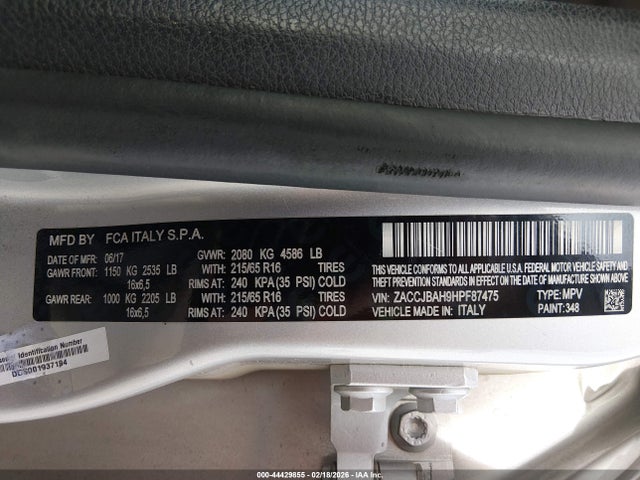 MFD BY FCA ITALY S.P.A.
DATE OF MFR: 06/17 GVWR: 2080 KG 4586 LB
GAWR FRONT: 1150 KG 2535 LB WITH: 215/65 R16 TIRES
16x6,5 RIMS AT: 240 KPA (35 PSI) COLD
GAWR REAR: 1000 KG 2205 LB WITH: 215/65 R16 TIRES
16x6,5 RIMS AT: 240 KPA (35 PSI) COLD
THIS VEHICLE CONFORMS TO ALL APPLICABLE U.S.A. FEDERAL MOTOR VEHICLE SAFETY, BUMPER AND
THEFT PREVENTION STANDARDS IN EFFECT ON THE DATE OF MANUFACTURE SHOWN ABOVE
VIN: ZACCJBAH9HPF87475 TYPE: MPV
VEHICLE MADE IN: ITALY PAINT: 348
Identification Number
000-44429855 - 02/18/2026 - IAAI.COM